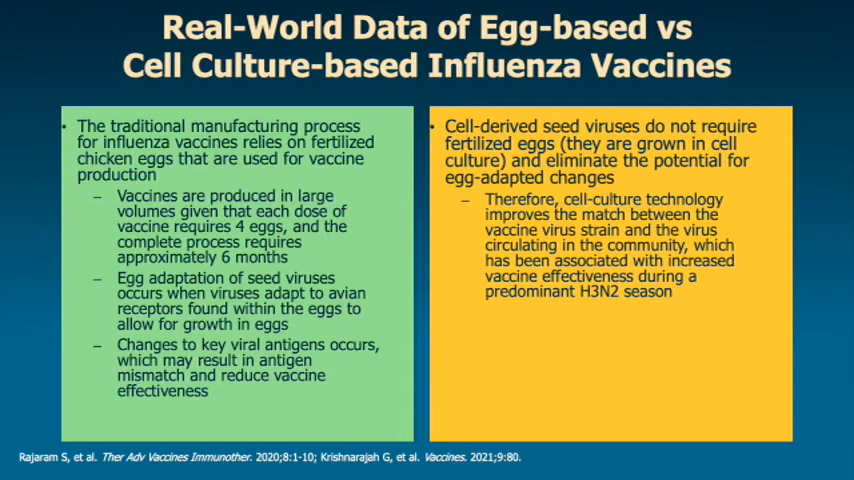 Real-World Data of Egg-based vs
Cell Culture-based Influenza Vaccines
• The traditional manufacturing process
for influenza vaccines relies on fertilized
chicken eggs that are used for vaccine
production
– Vaccines are produced in large
volumes given that each dose of
vaccine requires 4 eggs, and the
complete process requires
approximately 6 months
– Egg adaptation of seed viruses
occurs when viruses adapt to avian
receptors found within the eggs to
allow for growth in eggs
– Changes to key viral antigens occurs,
which may result in antigen
mismatch and reduce vaccine
effectiveness
• Cell-derived seed viruses do not require
fertilized eggs (they are grown in cell
culture) and eliminate the potential for
egg-adapted changes
– Therefore, cell-culture technology
improves the match between the
vaccine virus strain and the virus
circulating in the community, which
has been associated with increased
vaccine effectiveness during a
predominant H3N2 season
Rajaram S, et al. Ther Adv Vaccines Immunother. 2020;8:1-10; Krishnarajah G, et al. Vaccines. 2021;9:80.